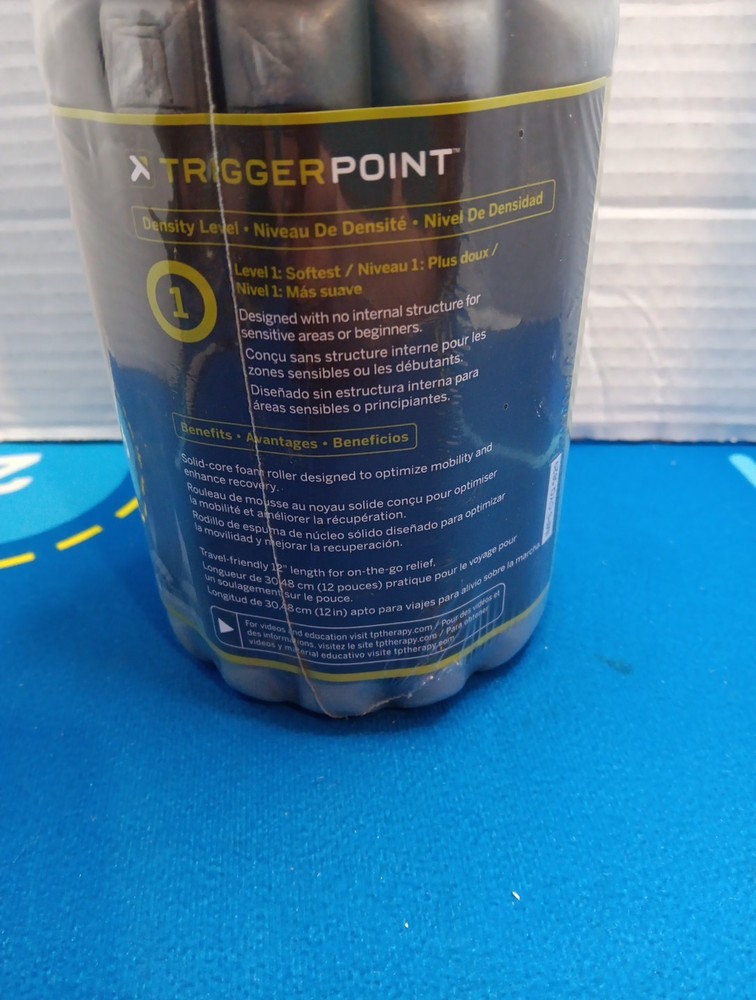 TRIGGERPOINT™
Density Level • Niveau De Densité • Nivel De Densidad
1
Level 1: Softest / Niveau 1: Plus doux /
Nivel 1: Más suave
Designed with no internal structure for
sensitive areas or beginners.
Conçu sans structure interne pour les
zones sensibles ou les débutants.
Diseñado sin estructura interna para
áreas sensibles o principiantes.
Benefits • Avantages • Beneficios
Solid-core foam roller designed to optimize mobility and
enhance recovery.
Rouleau de mousse au noyau solide conçu pour optimiser
la mobilité et améliorer la récupération.
Rodillo de espuma de núcleo sólido diseñado para optimizar
la movilidad y mejorar la recuperación.
Travel-friendly 12" length for on-the-go relief.
Longueur de 30,48 cm (12 pouces) pratique pour le voyage pour
un soulagement sur le pouce.
Longitud de 30,48 cm (12 in) apto para viajes para alivio sobre la marcha.
For videos and education visit tptherapy.com / Pour des videos et
des informations, visitez le site tptherapy.com / Para obtener
videos y material educativo visite tptherapy.com/